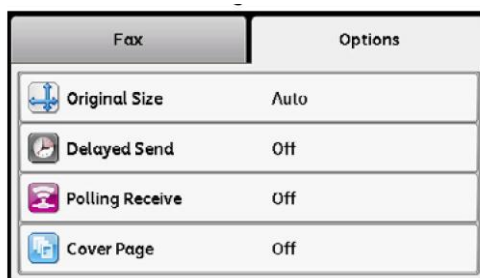 Fax Options
Original Size Auto
Delayed Send Off
Polling Receive Off
Cover Page Off